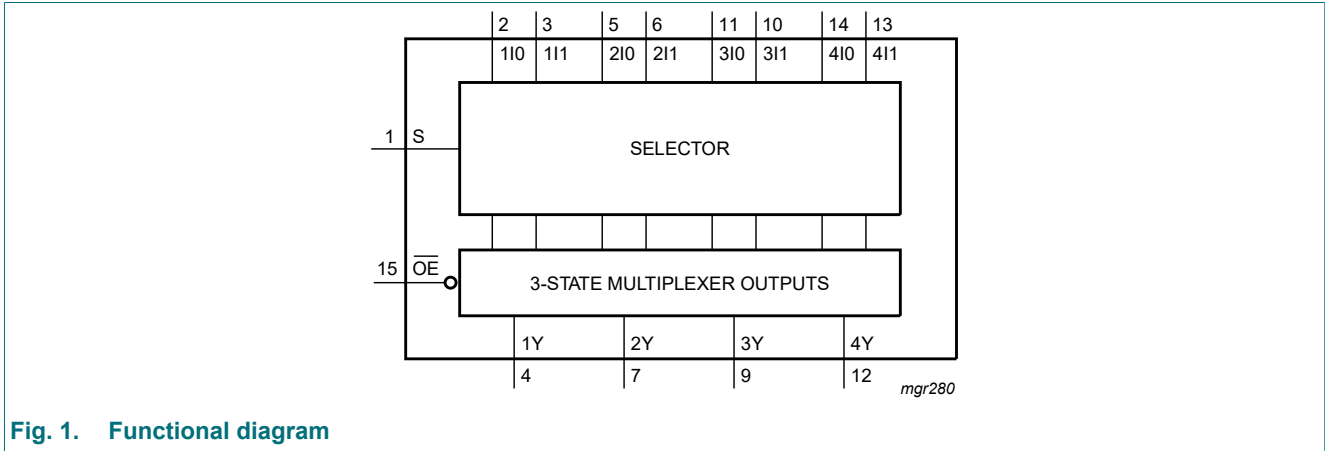 2 3 5 6 11 10 14 13
1I0 1I1 2I0 2I1 3I0 3I1 4I0 4I1
1 S
SELECTOR
15 OE
3-STATE MULTIPLEXER OUTPUTS
1Y 2Y 3Y 4Y
4 7 9 12
mgr280
Fig. 1. Functional diagram